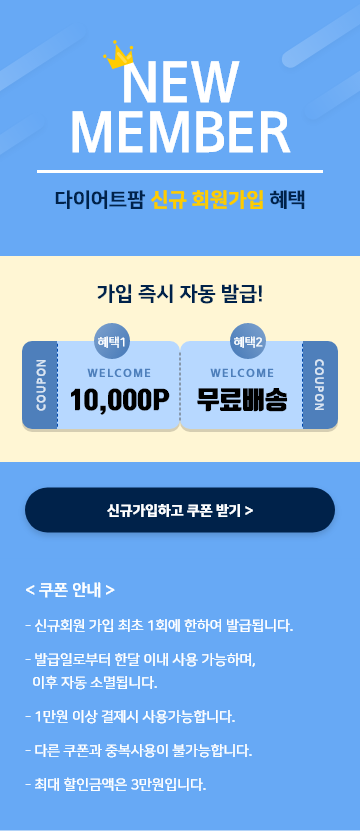 NEW
MEMBER
다이어트팜 신규 회원가입 혜택
가입 즉시 자동 발급!
혜택1
혜택2
COUPON
WELCOME
10,000P
WELCOME
무료배송
COUPON
신규가입하고 쿠폰 받기 >
< 쿠폰 안내 >
- 신규회원 가입 최초 1회에 한하여 발급됩니다.
- 발급일로부터 한달 이내 사용 가능하며,
이후 자동 소멸됩니다.
- 1만원 이상 결제시 사용가능합니다.
- 다른 쿠폰과 중복사용이 불가능합니다.
- 최대 할인금액은 3만원입니다.